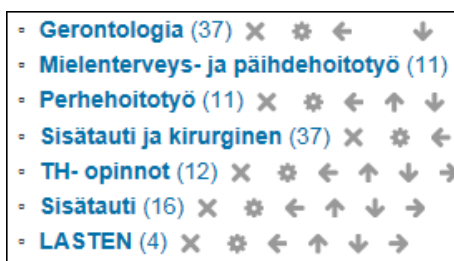 Gerontologia (37)
Mielenterveys- ja päihdehoitotyö (11)
Perhehoitotyö (11)
Sisätauti ja kirurginen (37)
TH- opinnot (12)
Sisätauti (16)
LASTEN (4)